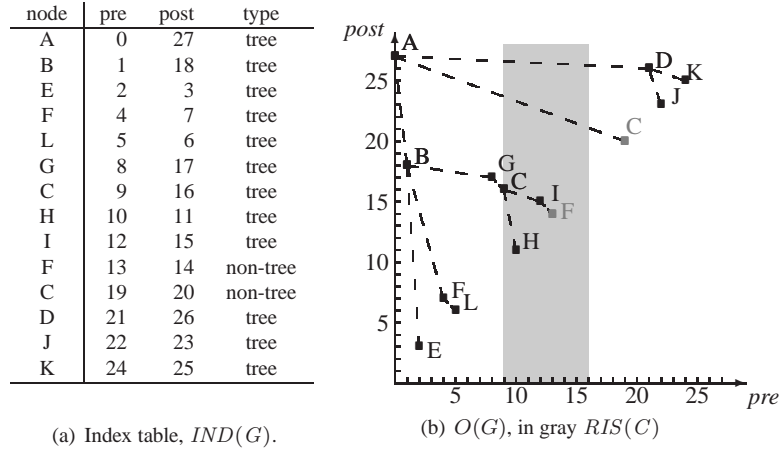 node pre post type
A 0 27 tree
B 1 18 tree
E 2 3 tree
F 4 7 tree
L 5 6 tree
G 8 17 tree
C 9 16 tree
H 10 11 tree
I 12 15 tree
F 13 14 non-tree
C 19 20 non-tree
D 21 26 tree
J 22 23 tree
K 24 25 tree
(a) Index table, IND(G).
post
A
D
K
25
J
C
20
B
G
C
I
15
F
H
10
F
L
5
E
5 10 15 20 25
pre
(b) O(G), in gray RIS(C)